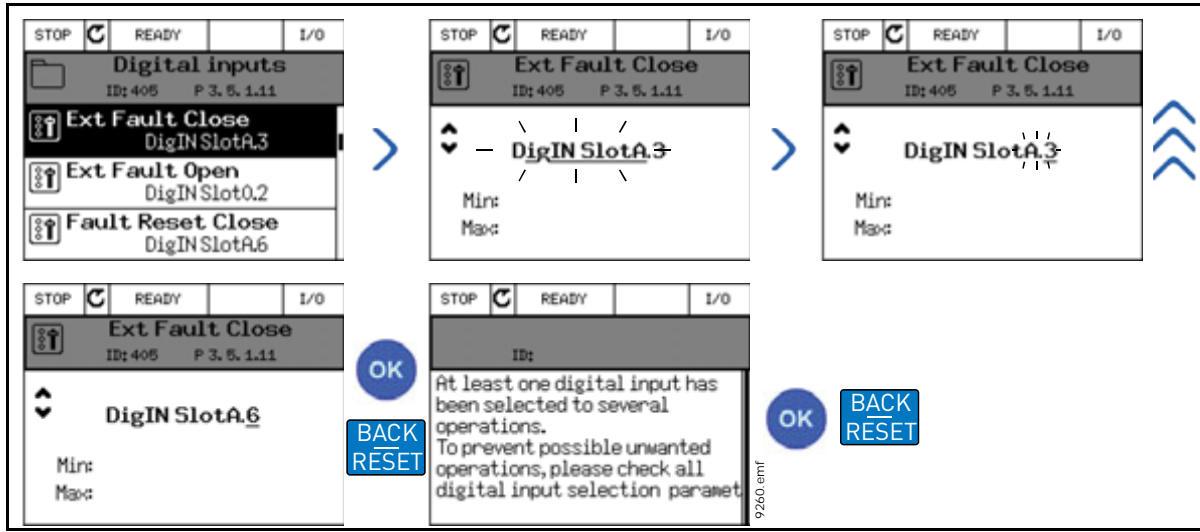 STOP READY I/O
Digital inputs
ID: 405 P 3.5.1.11
Ext Fault Close
DigIN SlotA.3
Ext Fault Open
DigIN Slot0.2
Fault Reset Close
DigIN SlotA.6
STOP READY I/O
Ext Fault Close
ID: 405 P 3.5.1.11
DigIN SlotA.3
Min:
Max:
STOP READY I/O
Ext Fault Close
ID: 405 P 3.5.1.11
DigIN SlotA.3
Min:
Max:
STOP READY I/O
Ext Fault Close
ID: 405 P 3.5.1.11
DigIN SlotA.6
Min:
Max:
OK
BACK
RESET
STOP READY I/O
ID:
At least one digital input has
been selected to several
operations.
To prevent possible unwanted
operations, please check all
digital input selection paramet
OK
BACK
RESET
9260.emf